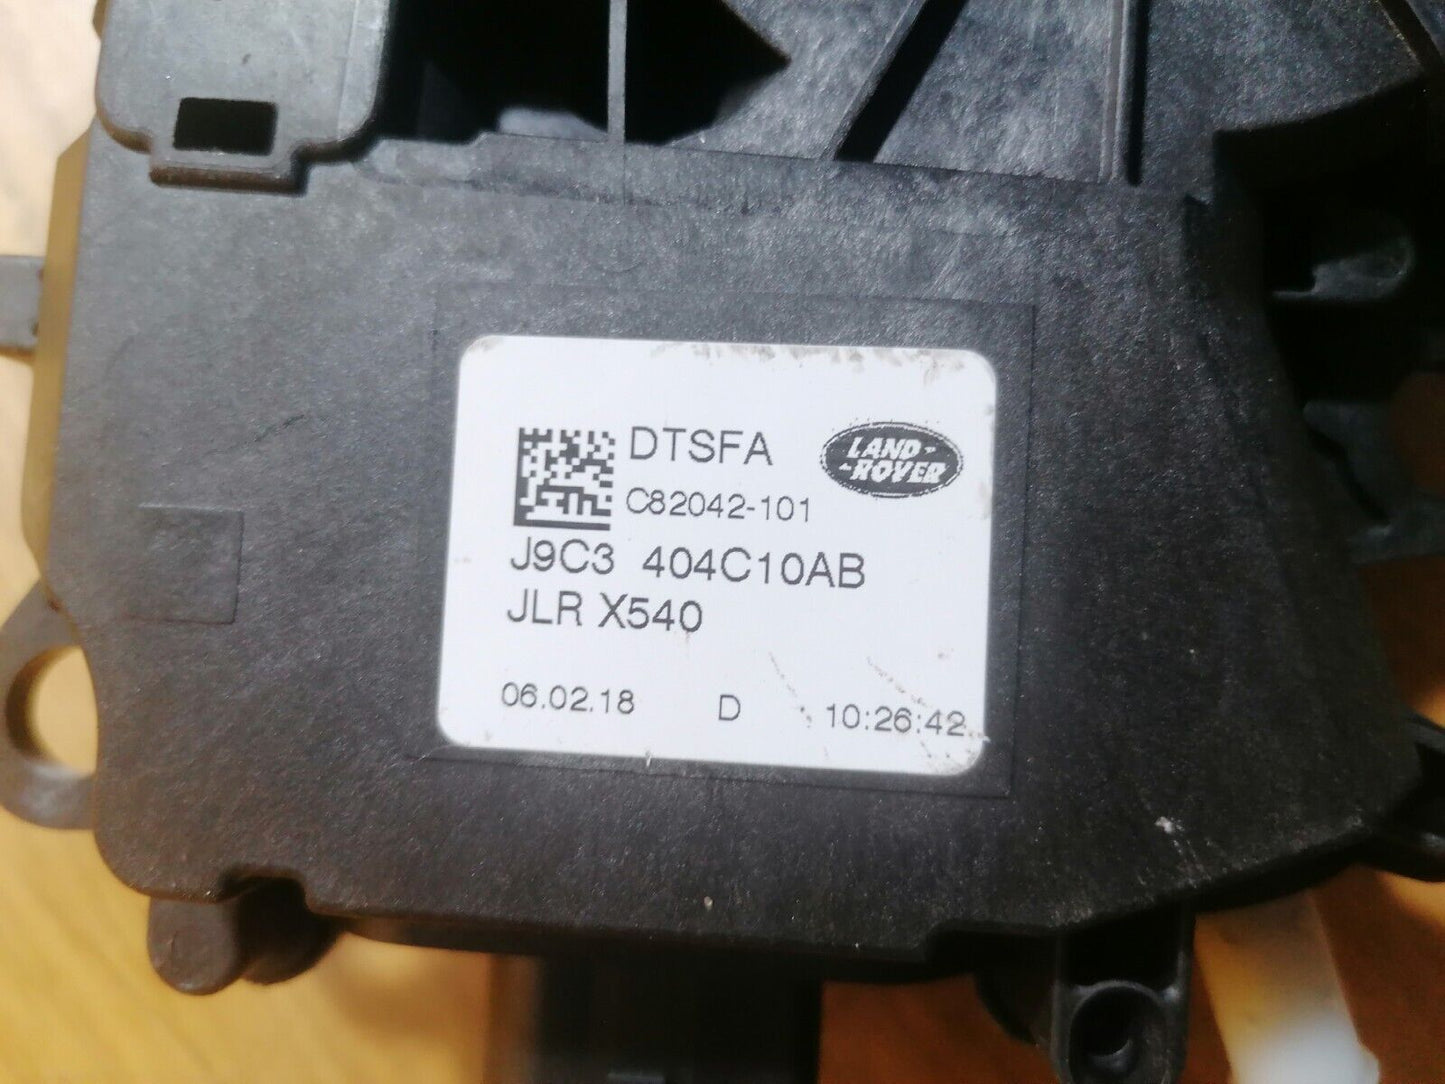 DTSFA
LAND-
-ROVER
C82042-101
J9C3 404C10AB
JLR X540
06.02.18 D 10:26:42